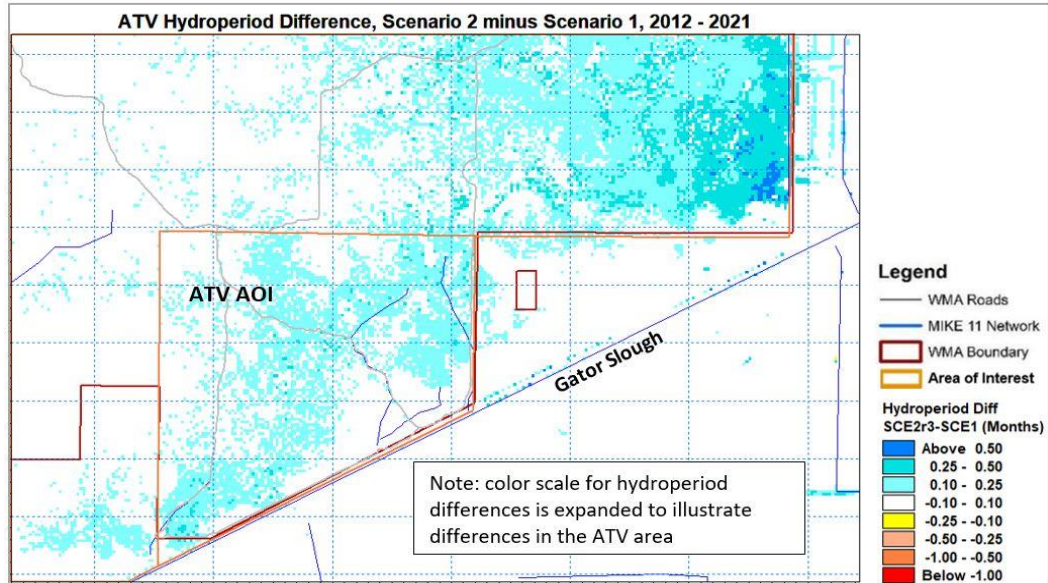 ATV Hydroperiod Difference, Scenario 2 minus Scenario 1, 2012 - 2021
ATV AOI
Gator Slough
Note: color scale for hydroperiod
differences is expanded to illustrate
differences in the ATV area
Legend
WMA Roads
MIKE 11 Network
WMA Boundary
Area of Interest
Hydroperiod Diff
SCE2r3-SCE1 (Months)
Above 0.50
0.25 - 0.50
0.10 - 0.25
-0.10 - 0.10
-0.25 - -0.10
-0.50 - -0.25
-1.00 - -0.50
Below -1.00